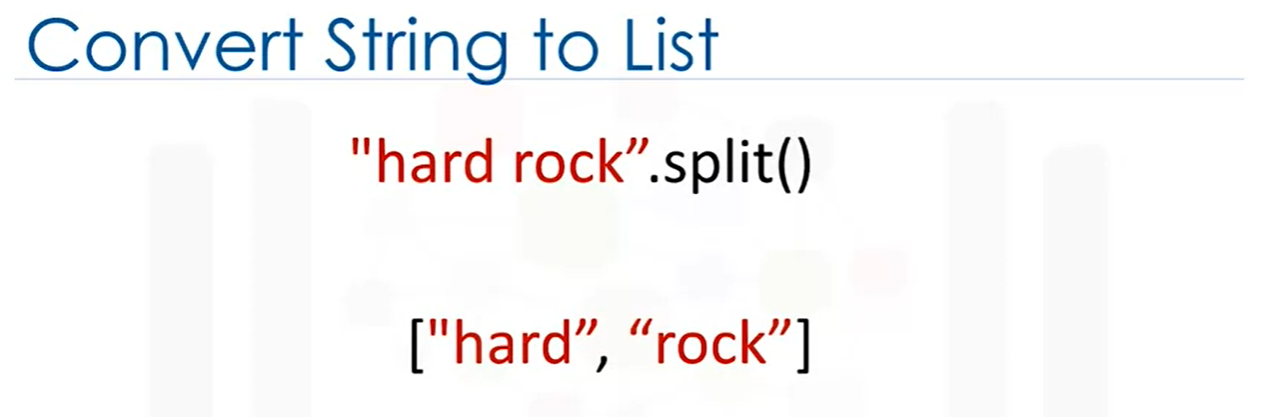 Convert String to List
"hard rock”.split()
["hard”, “rock”]